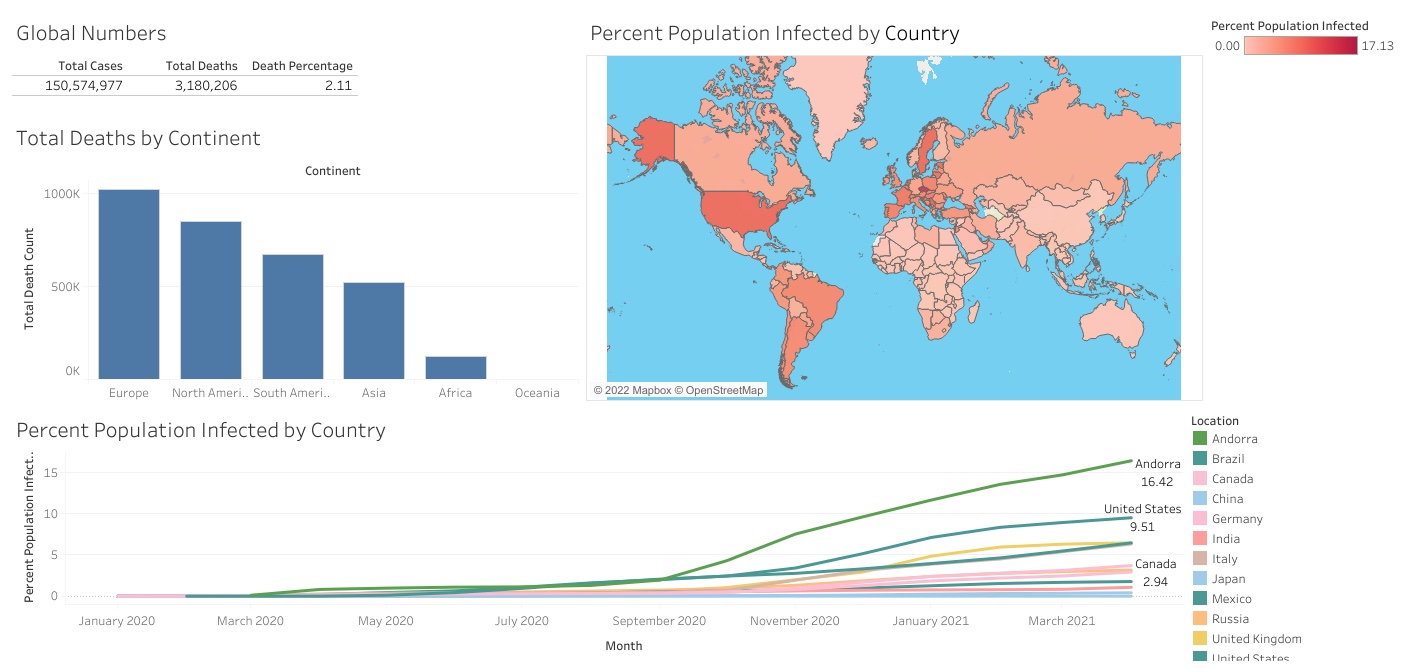 Global Numbers
Total Cases Total Deaths Death Percentage
150,574,977 3,180,206 2.11
Total Deaths by Continent
Continent
Total Death Count
1000K
500K
0K
Europe North Ameri.. South Ameri.. Asia Africa Oceania
Percent Population Infected by Country
© 2022 Mapbox © OpenStreetMap
Percent Population Infected
0.00 17.13
Percent Population Infected by Country
Percent Population Infect..
15
10
5
0
Andorra
16.42
United States
9.51
Canada
2.94
January 2020 March 2020 May 2020 July 2020 September 2020 November 2020 January 2021 March 2021
Month
Location
Andorra
Brazil
Canada
China
Germany
India
Italy
Japan
Mexico
Russia
United Kingdom
United States